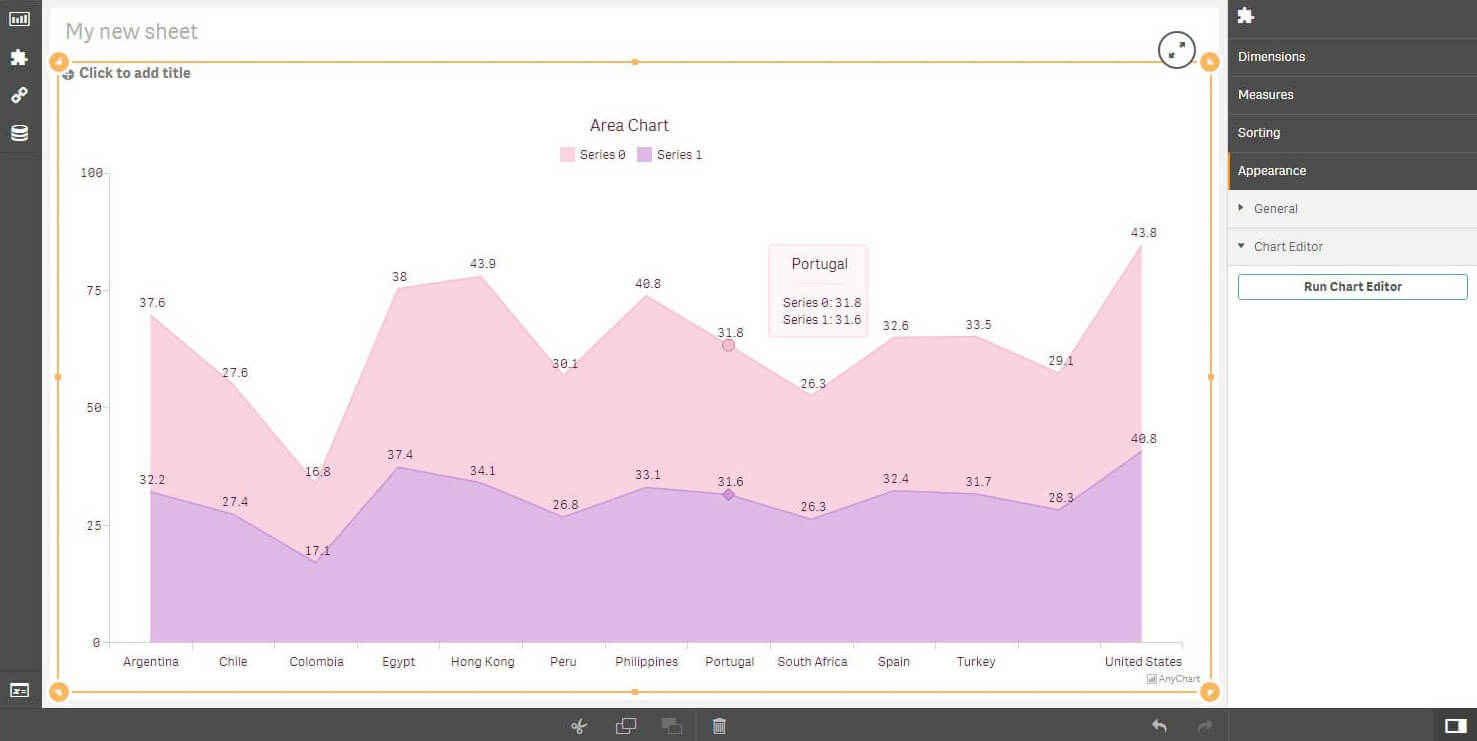 My new sheet
Click to add title
Area Chart
Series 0 Series 1
100
75
50
25
0
37.6
27.6
16.8
38
43.9
30.1
40.8
31.8
26.3
32.6
33.5
29.1
43.8
32.2
27.4
17.1
37.4
34.1
26.8
33.1
31.6
26.3
32.4
31.7
28.3
40.8
Portugal
Series 0: 31.8
Series 1: 31.6
Argentina Chile Colombia Egypt Hong Kong Peru Philippines Portugal South Africa Spain Turkey United States
AnyChart
Dimensions
Measures
Sorting
Appearance
General
Chart Editor
Run Chart Editor